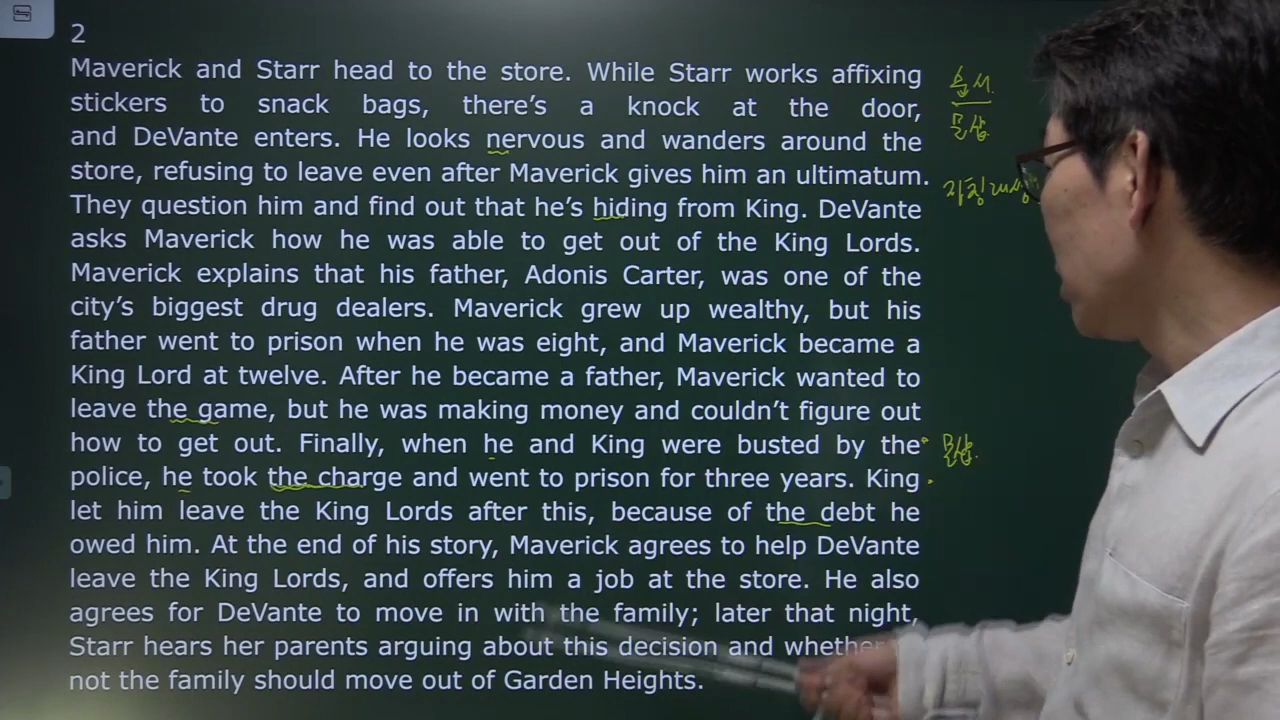 2
Maverick and Starr head to the store. While Starr works affixing
stickers to snack bags, there's a knock at the door,
and DeVante enters. He looks nervous and wanders around the
store, refusing to leave even after Maverick gives him an ultimatum.
They question him and find out that he's hiding from King. DeVante
asks Maverick how he was able to get out of the King Lords.
Maverick explains that his father, Adonis Carter, was one of the
city's biggest drug dealers. Maverick grew up wealthy, but his
father went to prison when he was eight, and Maverick became a
King Lord at twelve. After he became a father, Maverick wanted to
leave the game, but he was making money and couldn't figure out
how to get out. Finally, when he and King were busted by the
police, he took the charge and went to prison for three years. King
let him leave the King Lords after this, because of the debt he
owed him. At the end of his story, Maverick agrees to help DeVante
leave the King Lords, and offers him a job at the store. He also
agrees for DeVante to move in with the family; later that night,
Starr hears her parents arguing about this decision and whether
not the family should move out of Garden Heights.